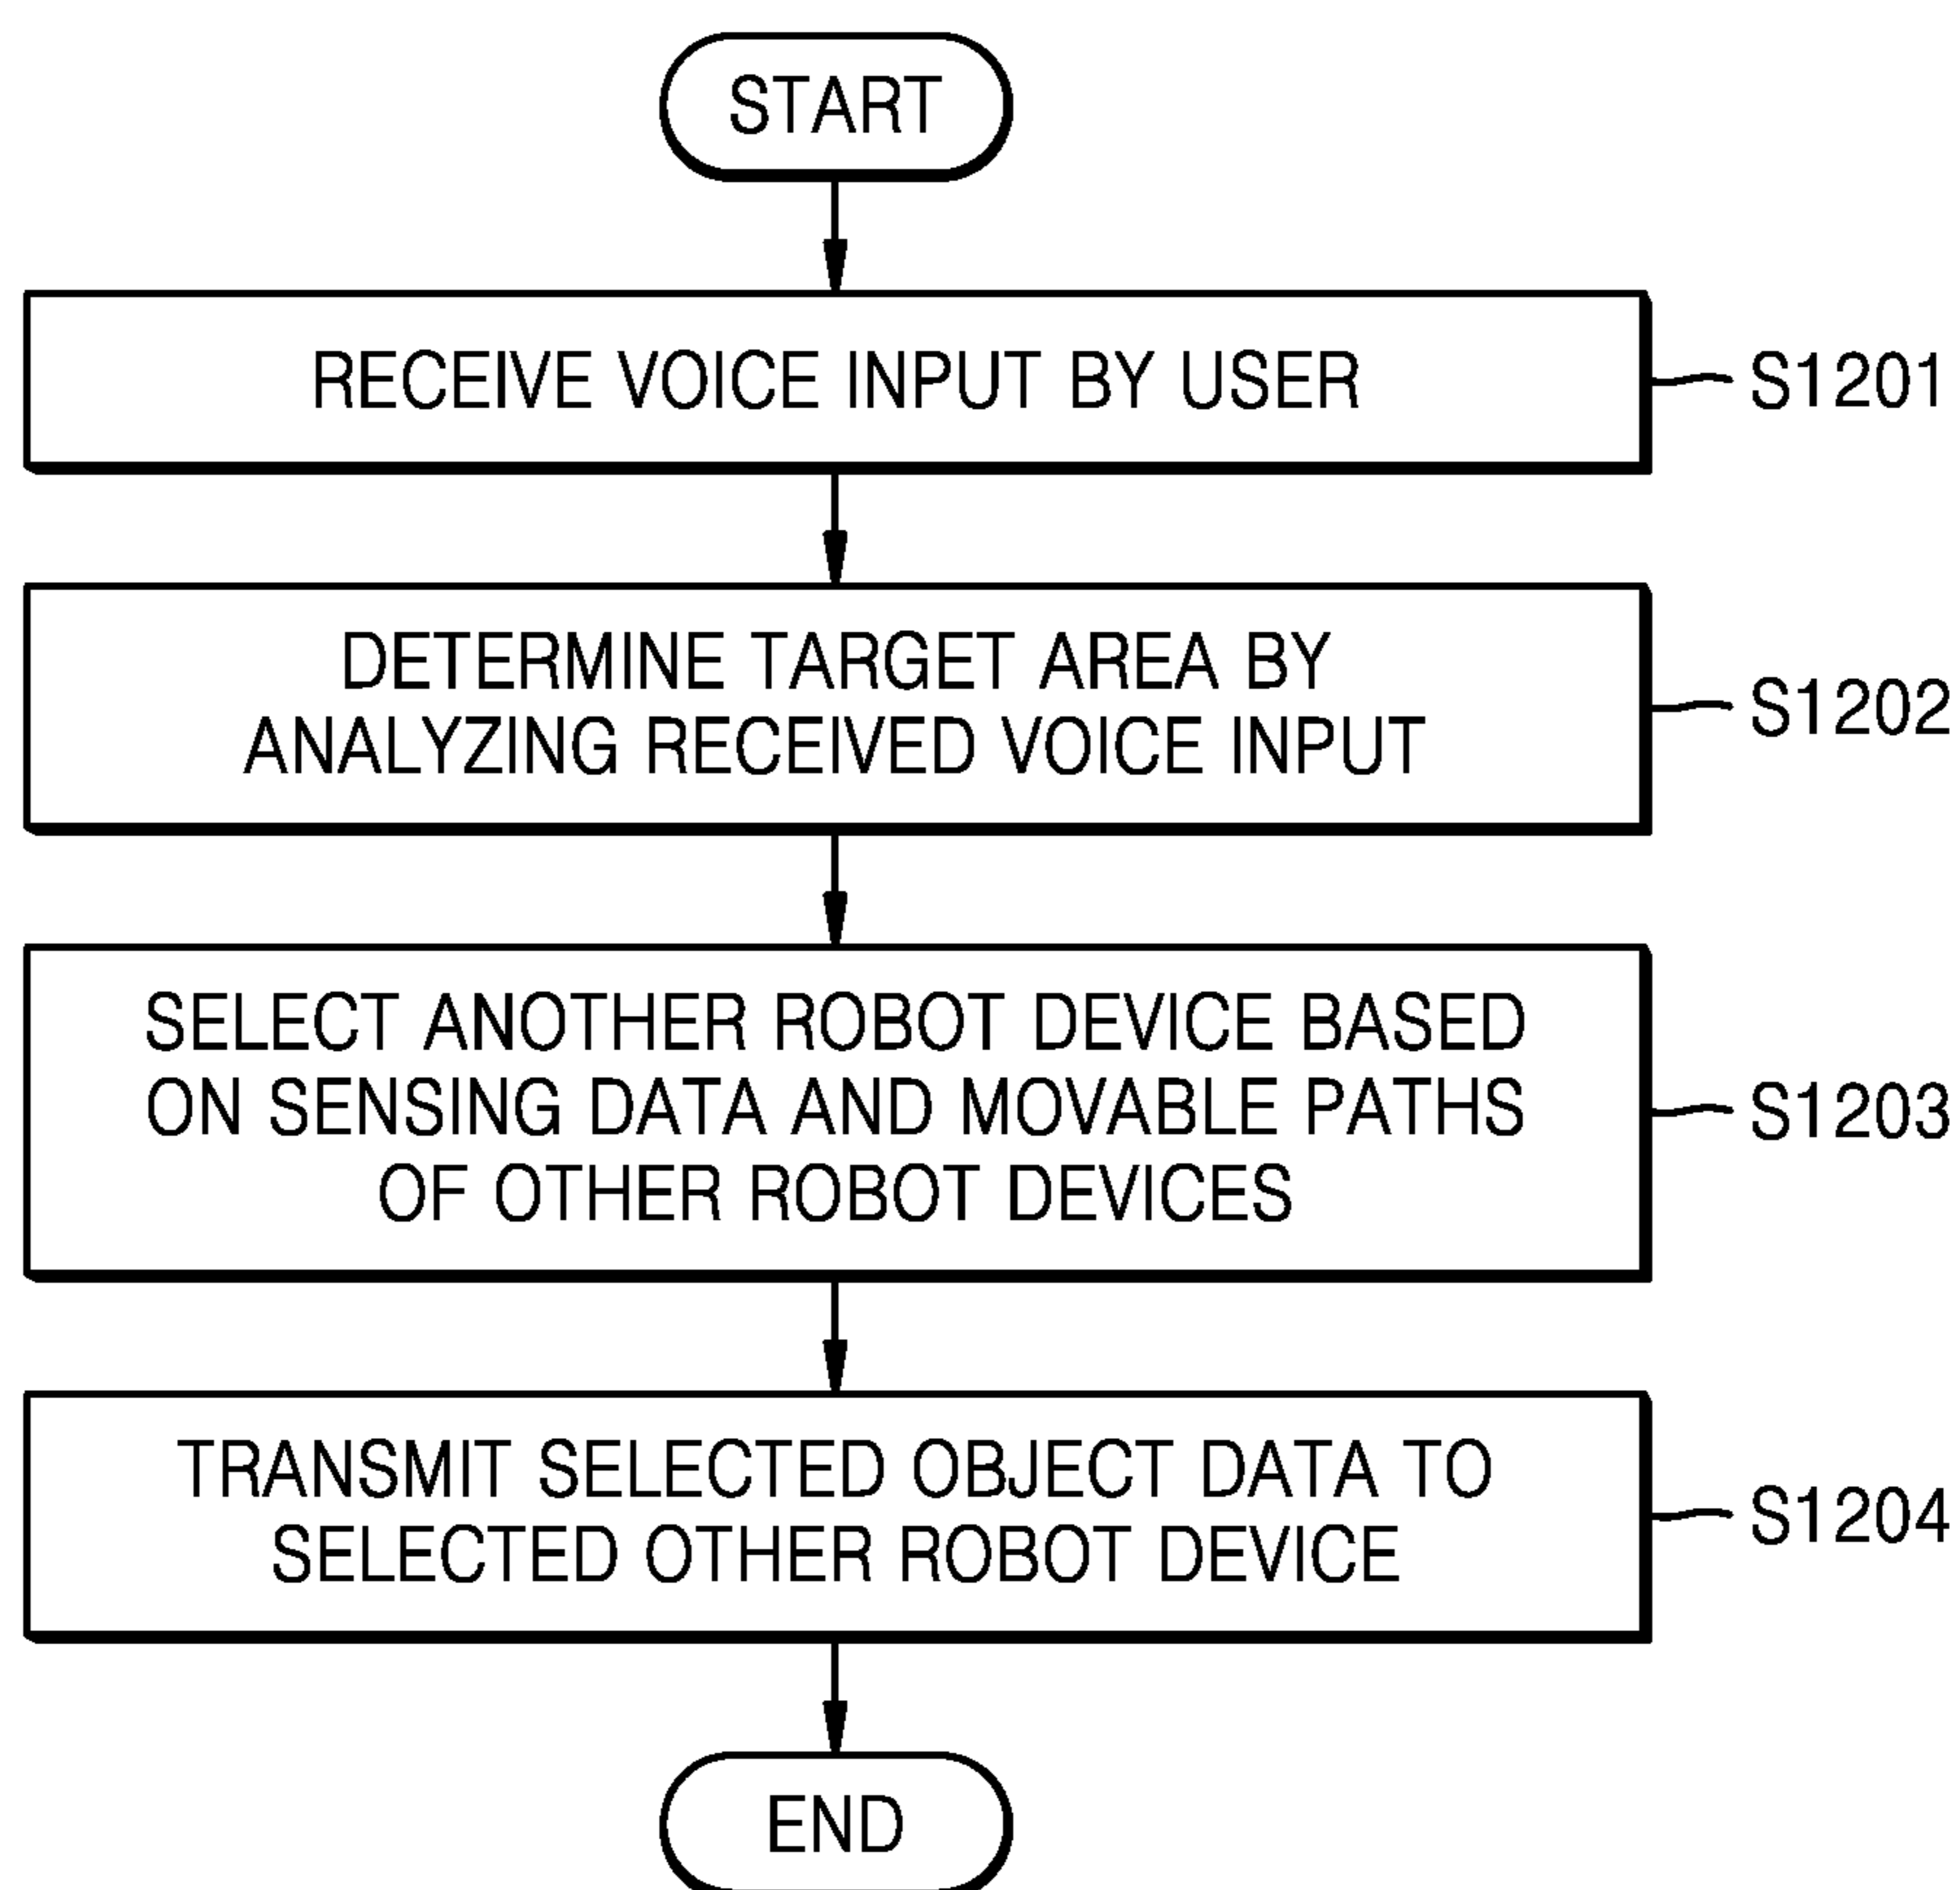 START
RECEIVE VOICE INPUT BY USER
S1201
DETERMINE TARGET AREA BY
ANALYZING RECEIVED VOICE INPUT
S1202
SELECT ANOTHER ROBOT DEVICE BASED
ON SENSING DATA AND MOVABLE PATHS
OF OTHER ROBOT DEVICES
S1203
TRANSMIT SELECTED OBJECT DATA TO
SELECTED OTHER ROBOT DEVICE
S1204
END